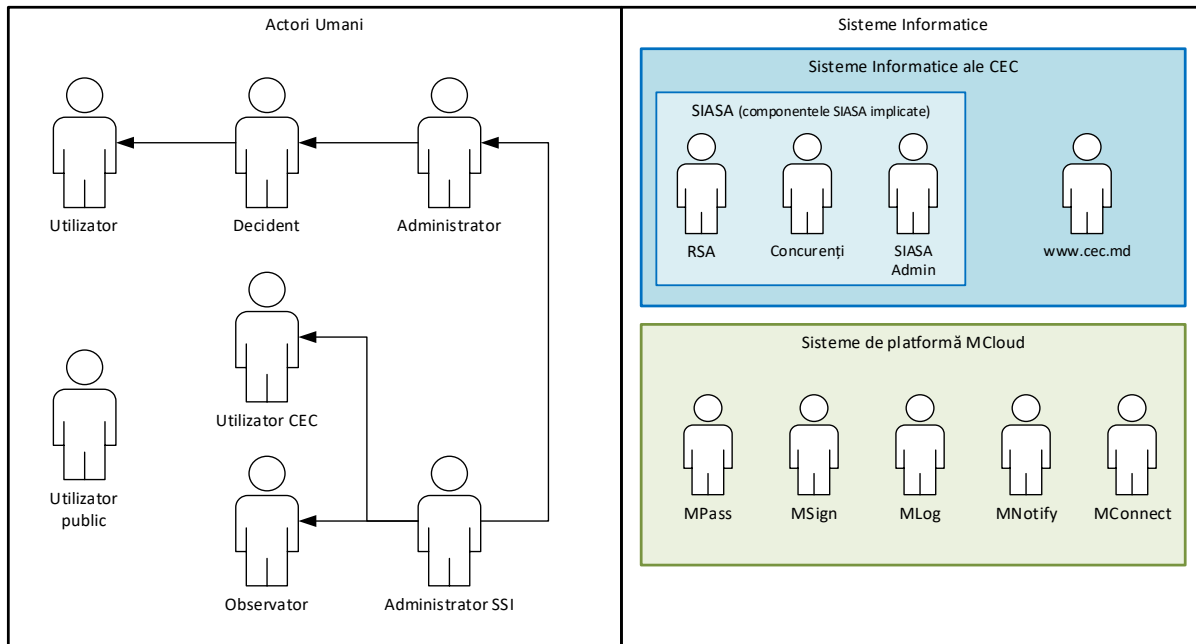 Actori Umani
Utilizator
Decident
Administrator
Utilizator CEC
Utilizator
public
Observator
Administrator SSI
Sisteme Informatice
Sisteme Informatice ale CEC
SIASA (componentele SIASA implicate)
RSA
Concurenți
SIASA
Admin
www.cec.md
Sisteme de platformă MCloud
MPass
MSign
MLog
MNotify
MConnect